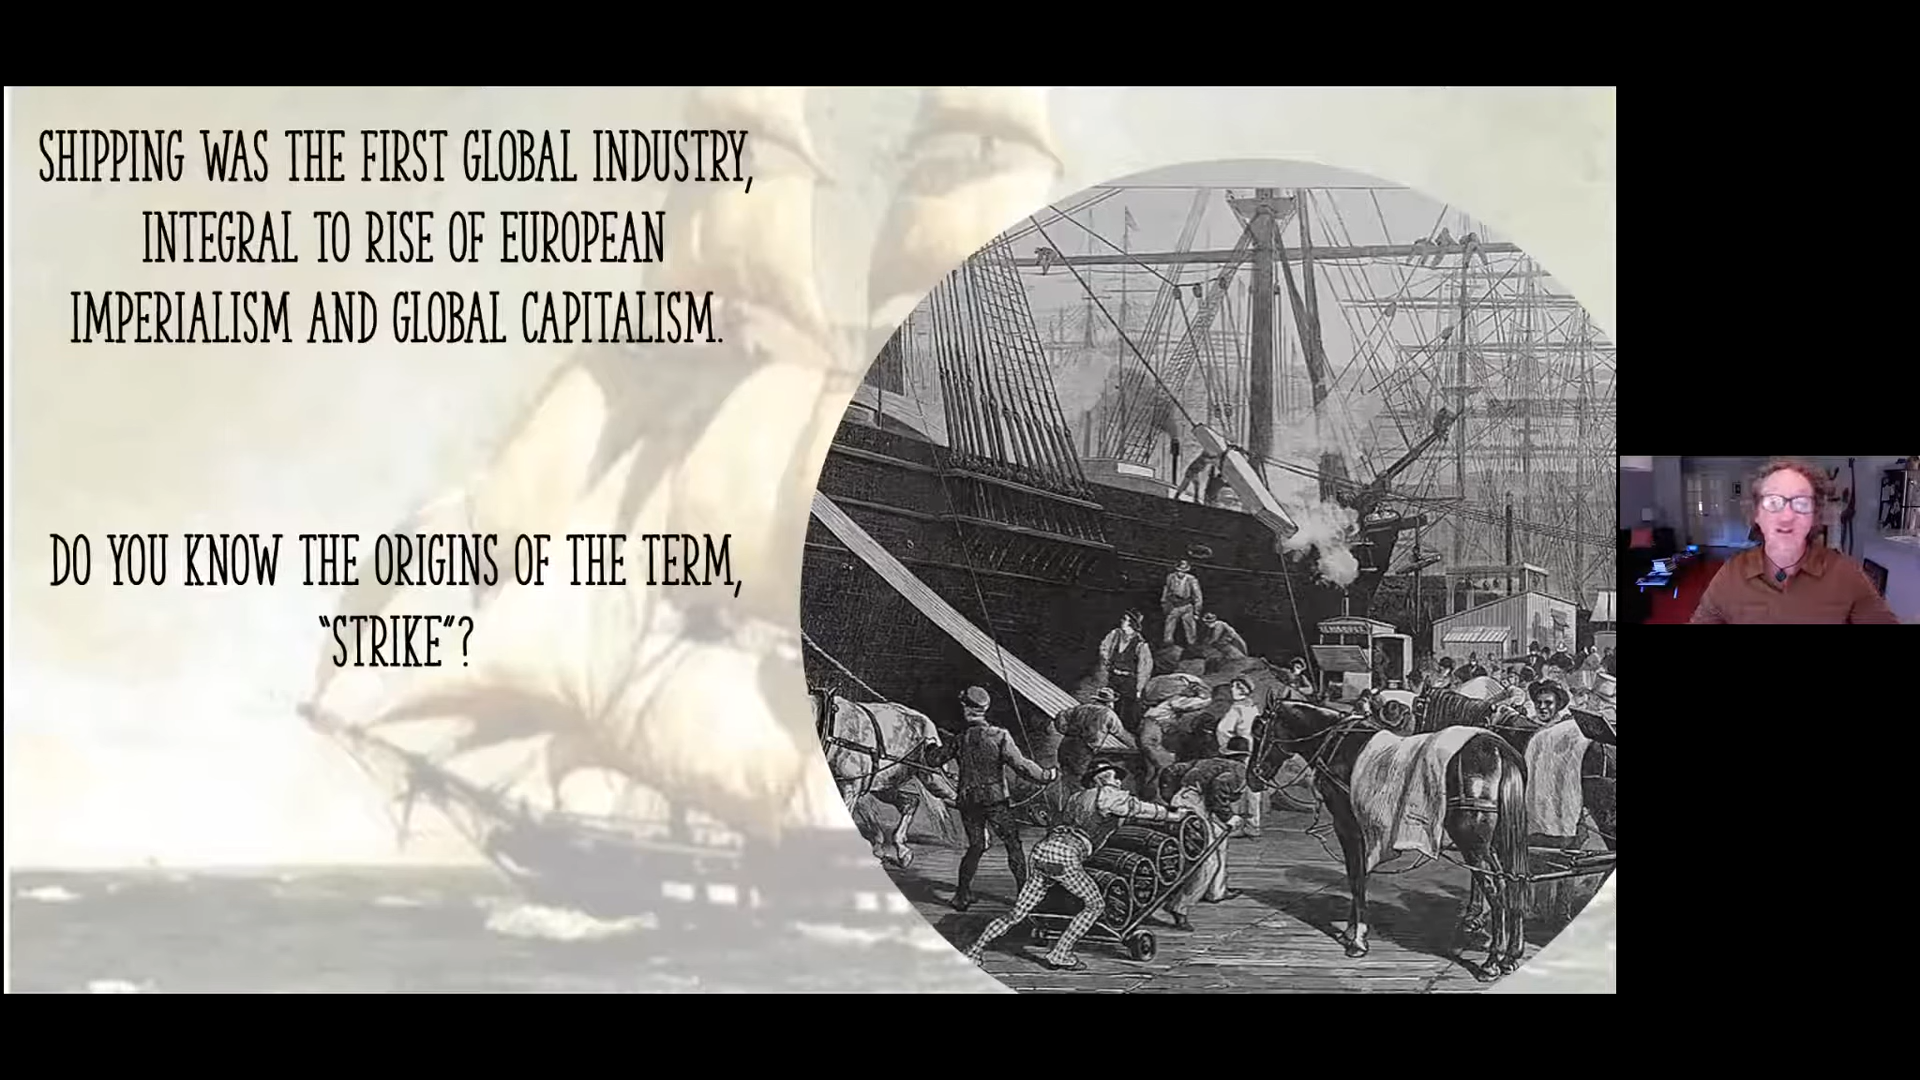 SHIPPING WAS THE FIRST GLOBAL INDUSTRY,
INTEGRAL TO RISE OF EUROPEAN
IMPERIALISM AND GLOBAL CAPITALISM.
DO YOU KNOW THE ORIGINS OF THE TERM,
"STRIKE"?